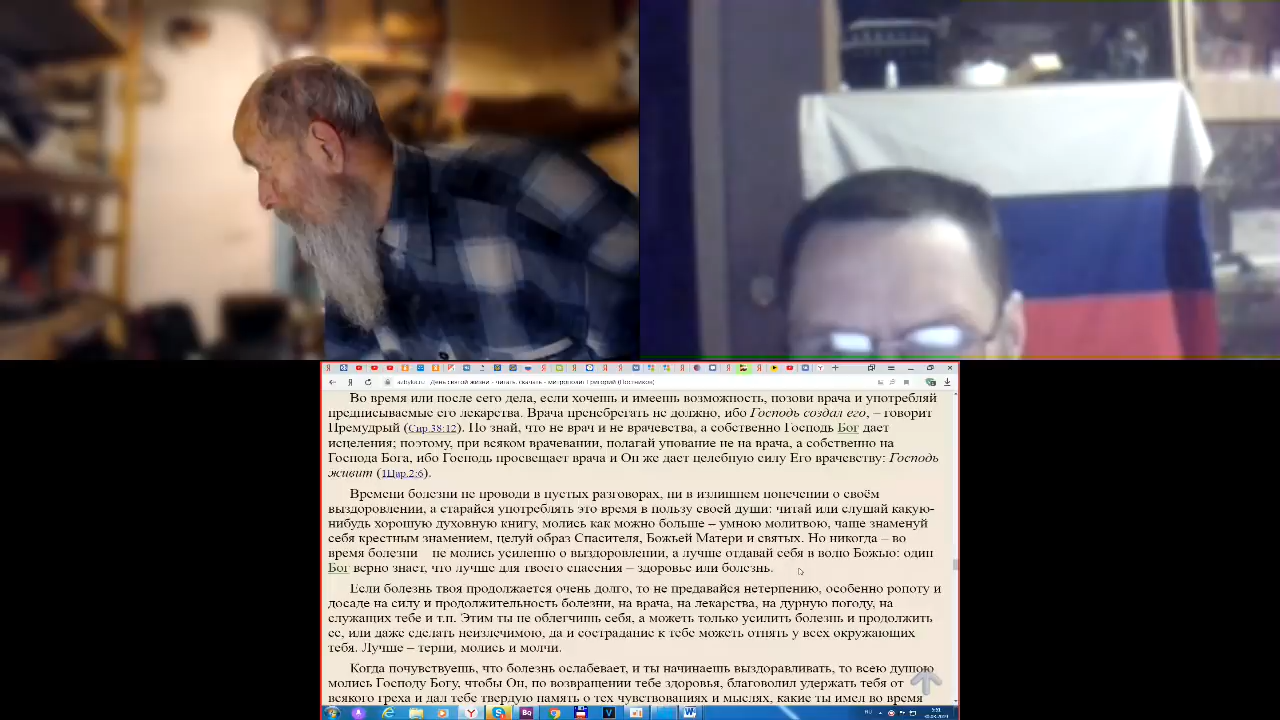 azbyka.ru День святой жизни - читать, скачать - митрополит Григорий (Постников)
Во время или после сего дела, если хочешь и имеешь возможность, позови врача и употребляй
предписываемые его лекарства. Врача пренебрегать не должно, ибо Господь создал его, – говорит
Премудрый (Сир.38:12). Но знай, что не врач и не врачевства, а собственно Господь Бог дает
исцеления; поэтому, при всяком врачевании, полагай упование не на врача, а собственно на
Господа Бога, ибо Господь просвещает врача и Он же дает целебную силу Его врачевству: Господь
живит (1Цар.2:6).
Времени болезни не проводи в пустых разговорах, ни в излишнем попечении о своём
выздоровлении, а старайся употреблять это время в пользу своей души: читай или слушай какую-
нибудь хорошую духовную книгу, молись как можно больше – умною молитвою, чаще знаменуй
себя крестным знамением, целуй образ Спасителя, Божьей Матери и святых. Но никогда – во
время болезни – не молись усиленно о выздоровлении, а лучше отдавай себя в волю Божью: один
Бог верно знает, что лучше для твоего спасения – здоровье или болезнь.
Если болезнь твоя продолжается очень долго, то не предавайся нетерпению, особенно ропоту и
досаде на силу и продолжительность болезни, на врача, на лекарства, на дурную погоду, на
служащих тебе и т.п. Этим ты не облегчишь себя, а можешь только усилить болезнь и продолжить
ее, или даже сделать неизлечимою, да и сострадание к тебе можешь отнять у всех окружающих
тебя. Лучше – терпи, молись и молчи.
Когда почувствуешь, что болезнь ослабевает, и ты начинаешь выздоравливать, то всею душою
молись Господу Богу, чтобы Он, по возвращении тебе здоровья, благоволил удержать тебя от
всякого греха и дал тебе твердую память о тех чувствованиях и мыслях, какие ты имел во время
RU